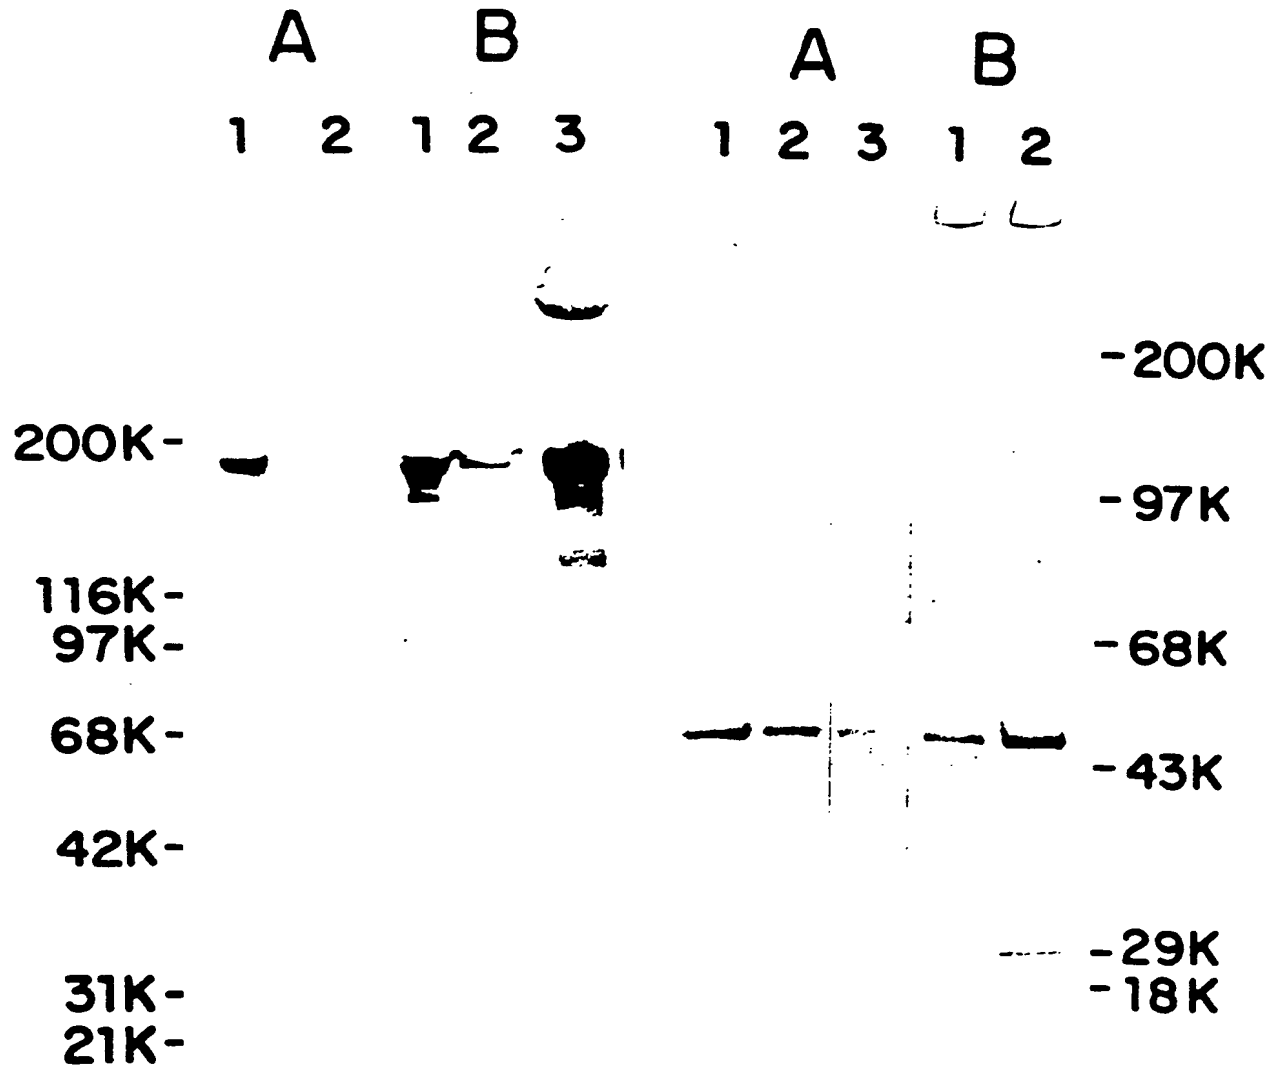 A B
1 2 1 2 3
200K-
116K-
97K-
68K-
42K-
31K-
21K-
A B
1 2 3 1 2
-200K
-97K
-68K
-43K
-29K
-18K